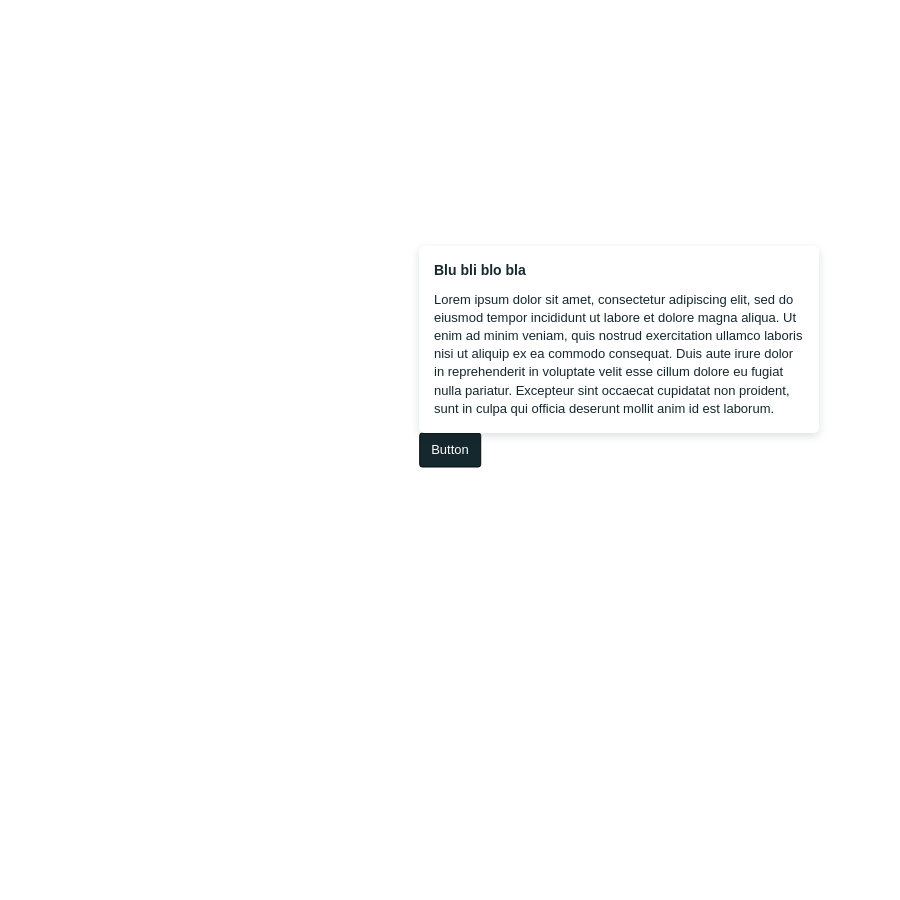 Blu bli blo bla
Lorem ipsum dolor sit amet, consectetur adipiscing elit, sed do
eiusmod tempor incididunt ut labore et dolore magna aliqua. Ut
enim ad minim veniam, quis nostrud exercitation ullamco laboris
nisi ut aliquip ex ea commodo consequat. Duis aute irure dolor
in reprehenderit in voluptate velit esse cillum dolore eu fugiat
nulla pariatur. Excepteur sint occaecat cupidatat non proident,
sunt in culpa qui officia deserunt mollit anim id est laborum.
Button